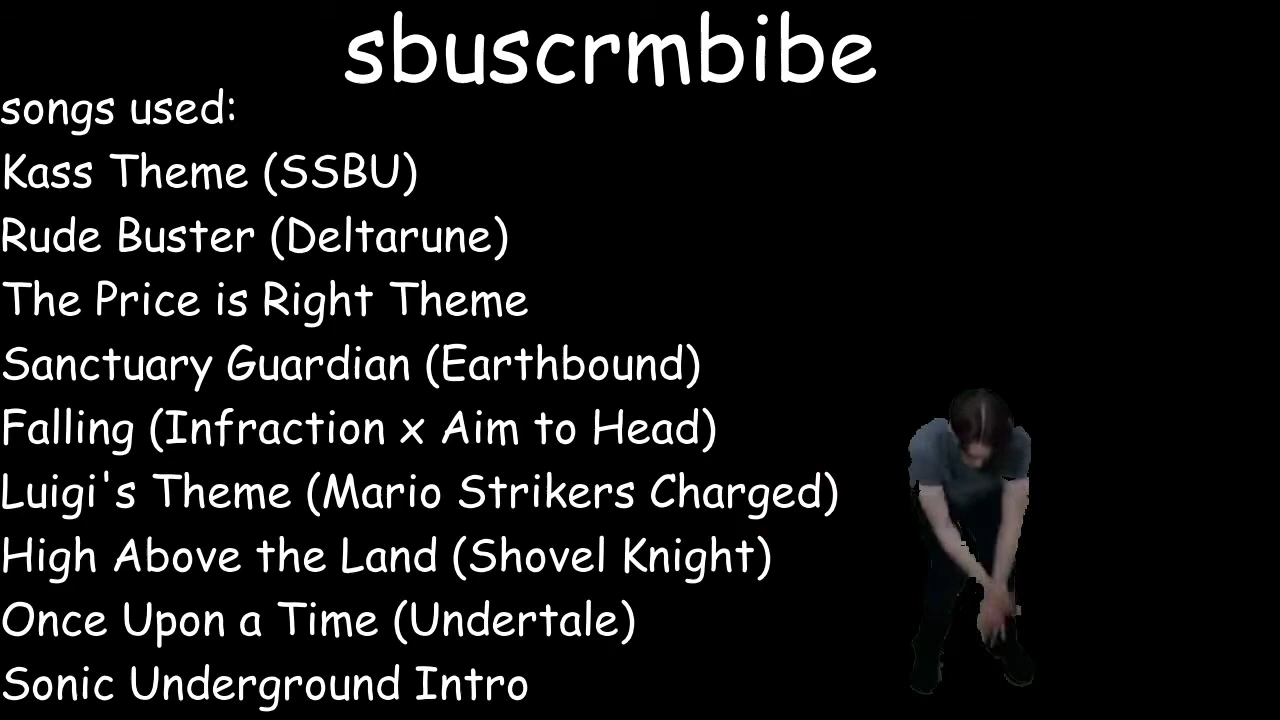 sbuscrmbibe
songs used:
Kass Theme (SSBU)
Rude Buster (Deltarune)
The Price is Right Theme
Sanctuary Guardian (Earthbound)
Falling (Infraction x Aim to Head)
Luigi's Theme (Mario Strikers Charged)
High Above the Land (Shovel Knight)
Once Upon a Time (Undertale)
Sonic Underground Intro